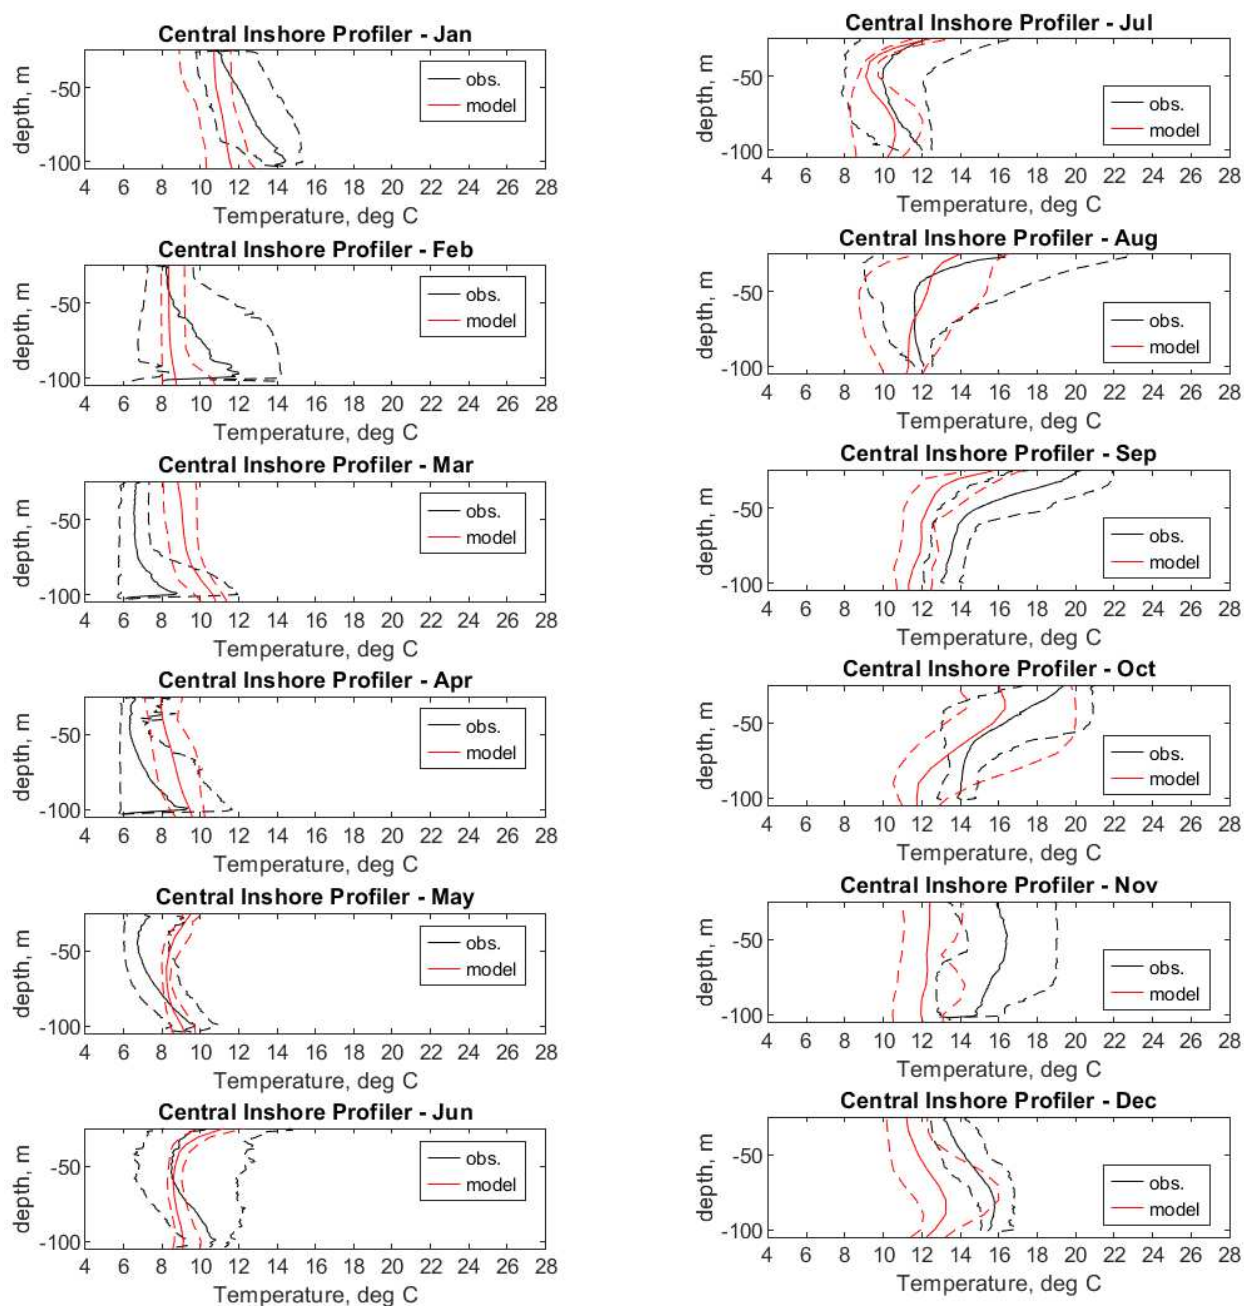 Central Inshore Profiler - Jan
depth, m
-50
-100
obs.
model
4 6 8 10 12 14 16 18 20 22 24 26 28
Temperature, deg C
Central Inshore Profiler - Feb
depth, m
-50
-100
obs.
model
4 6 8 10 12 14 16 18 20 22 24 26 28
Temperature, deg C
Central Inshore Profiler - Mar
depth, m
-50
-100
obs.
model
4 6 8 10 12 14 16 18 20 22 24 26 28
Temperature, deg C
Central Inshore Profiler - Apr
depth, m
-50
-100
obs.
model
4 6 8 10 12 14 16 18 20 22 24 26 28
Temperature, deg C
Central Inshore Profiler - May
depth, m
-50
-100
obs.
model
4 6 8 10 12 14 16 18 20 22 24 26 28
Temperature, deg C
Central Inshore Profiler - Jun
depth, m
-50
-100
obs.
model
4 6 8 10 12 14 16 18 20 22 24 26 28
Temperature, deg C
Central Inshore Profiler - Jul
depth, m
-50
-100
obs.
model
4 6 8 10 12 14 16 18 20 22 24 26 28
Temperature, deg C
Central Inshore Profiler - Aug
depth, m
-50
-100
obs.
model
4 6 8 10 12 14 16 18 20 22 24 26 28
Temperature, deg C
Central Inshore Profiler - Sep
depth, m
-50
-100
obs.
model
4 6 8 10 12 14 16 18 20 22 24 26 28
Temperature, deg C
Central Inshore Profiler - Oct
depth, m
-50
-100
obs.
model
4 6 8 10 12 14 16 18 20 22 24 26 28
Temperature, deg C
Central Inshore Profiler - Nov
depth, m
-50
-100
obs.
model
4 6 8 10 12 14 16 18 20 22 24 26 28
Temperature, deg C
Central Inshore Profiler - Dec
depth, m
-50
-100
obs.
model
4 6 8 10 12 14 16 18 20 22 24 26 28
Temperature, deg C